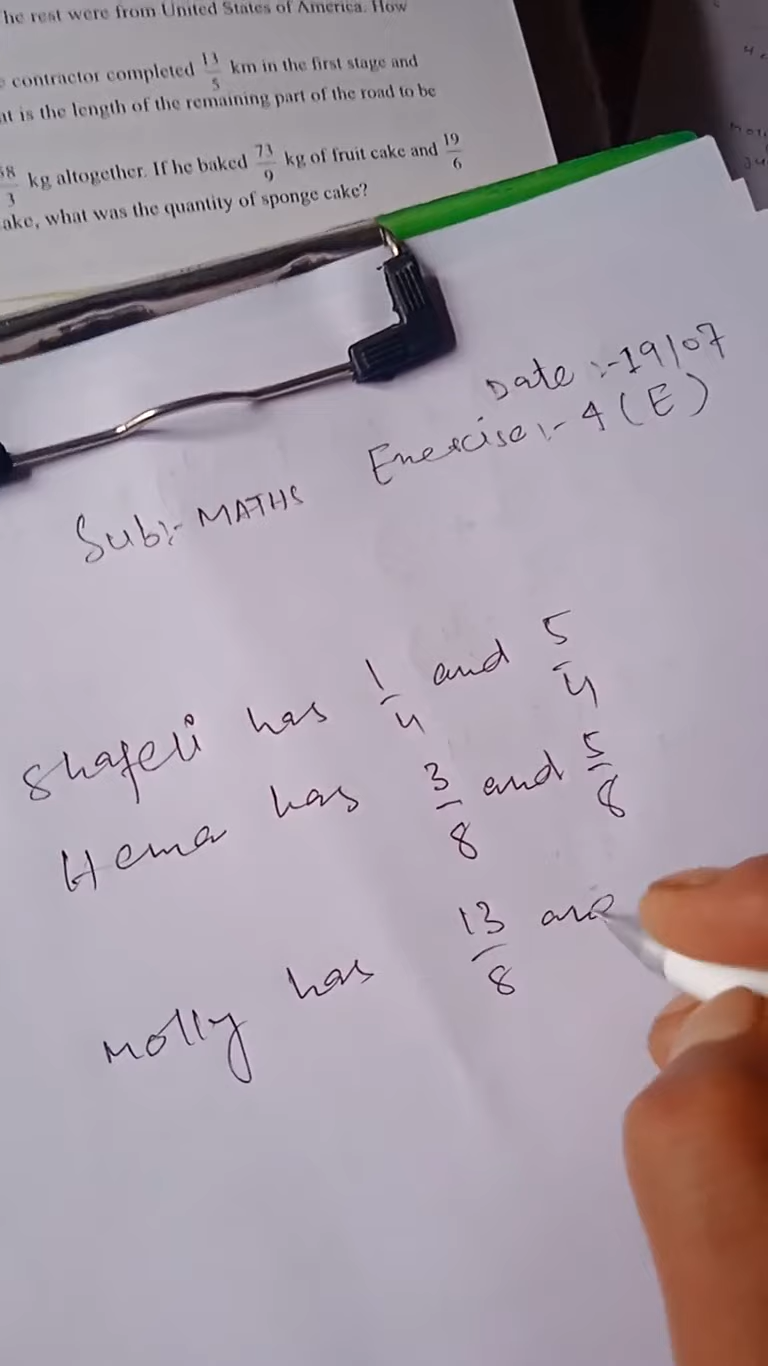 he rest were from United States of America. How
contractor completed 13/5 km in the first stage and
at is the length of the remaining part of the road to be
58/3 kg altogether. If he baked 73/9 kg of fruit cake and 19/6
ake, what was the quantity of sponge cake?
Date :- 19/07
Exercise :- 4 (E)
Sub:- MATHS
Shafeli has 1/4 and 5/4
Hema has 3/8 and 5/8
Molly has 13/8 and